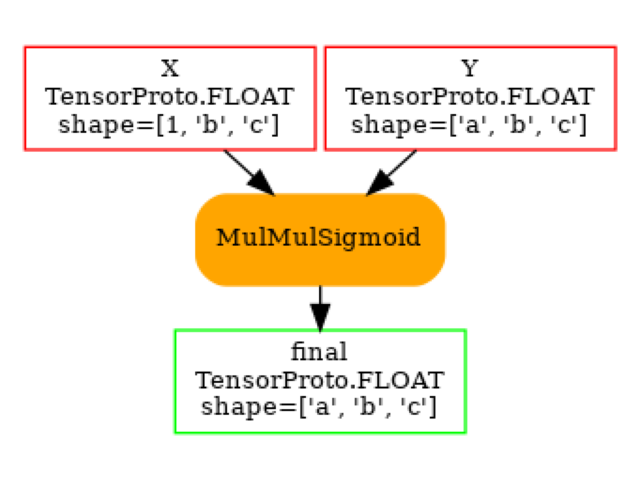 X
TensorProto.FLOAT
shape=[1, 'b', 'c']
Y
TensorProto.FLOAT
shape=['a', 'b', 'c']
MulMulSigmoid
final
TensorProto.FLOAT
shape=['a', 'b', 'c']